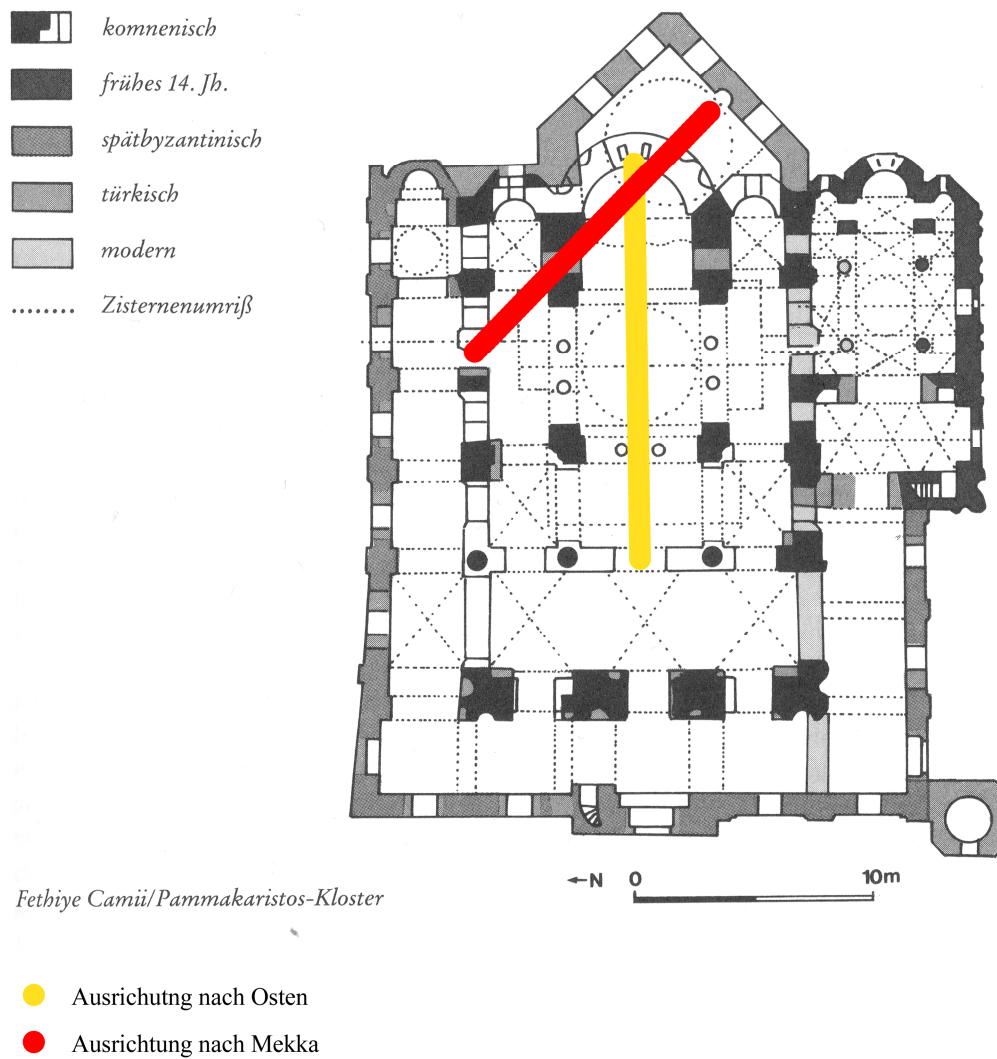 komnenisch
frühes 14. Jh.
spätbyzantinisch
türkisch
modern
Zisternenumriß
←N 0 10m
Fethiye Camii/Pammakaristos-Kloster
Ausrichutng nach Osten
Ausrichtung nach Mekka